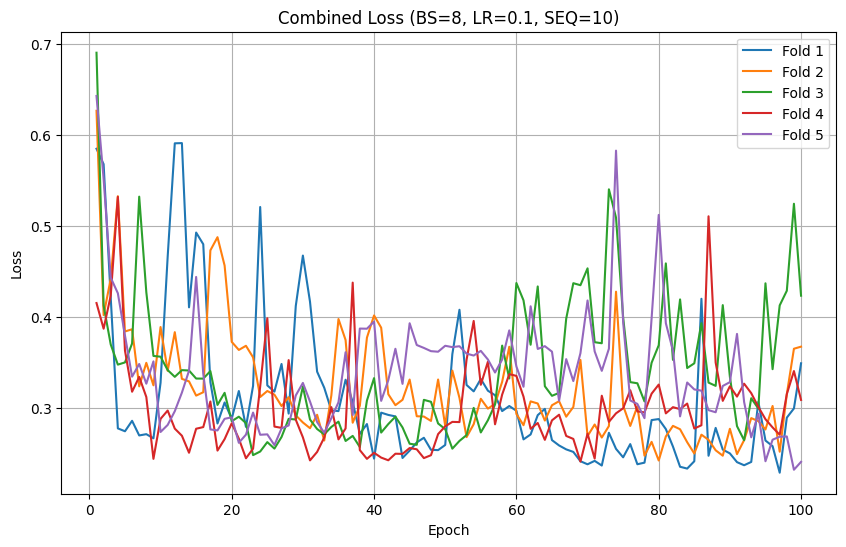 Combined Loss (BS=8, LR=0.1, SEQ=10)
Fold 1
Fold 2
Fold 3
Fold 4
Fold 5
Loss
0.7
0.6
0.5
0.4
0.3
0
20
40
60
80
100
Epoch